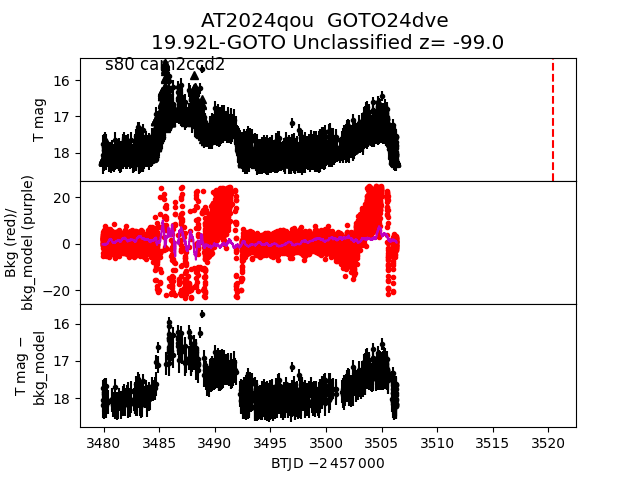 AT2024qou  GOTO24dve
19.92L-GOTO Unclassified z= -99.0
s80 cam2ccd2
T mag
16
17
18
Bkg (red)/
bkg_model (purple)
20
0
−20
T mag −
bkg_model
16
17
18
3480 3485 3490 3495 3500 3505 3510 3515 3520
BTJD −2 457 000